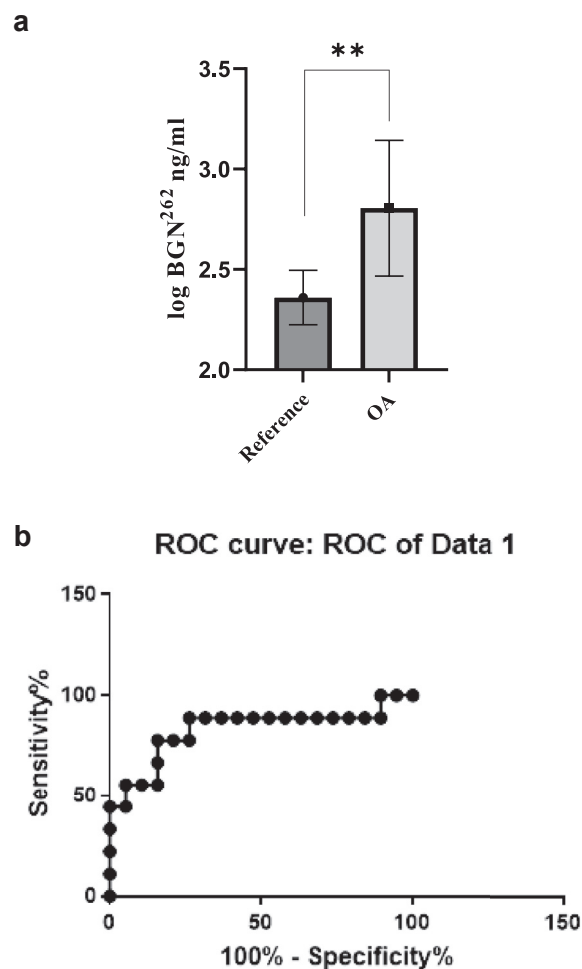 a
**
3.5
3.0
2.5
2.0
log BGN²⁶² ng/ml
Reference
OA
b
ROC curve: ROC of Data 1
150
100
50
0
Sensitivity%
0
50
100
150
100% - Specificity%